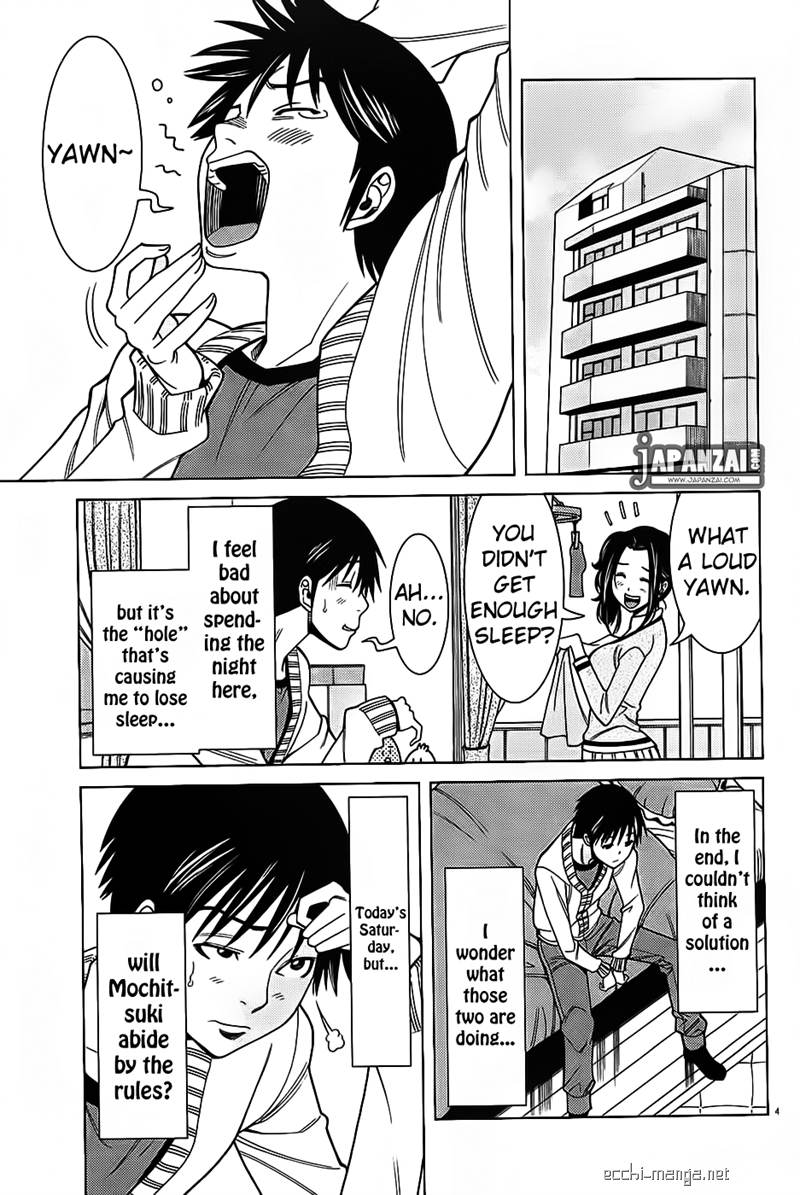 YAWN~
JAPANZAI.COM
WWW.JAPANZAI.COM
WHAT
A LOUD
YAWN.
YOU
DIDN'T
GET
ENOUGH
SLEEP?
AH...
NO.
I feel
bad
about
spend-
ing the
night
here,
but it's
the "hole"
that's
causing
me to lose
sleep...
In the
end, I
couldn't
think
of a
solution
...
I
wonder
what
those
two are
doing...
Today's
Satur-
day,
but...
will
Mochit-
suki
abide
by the
rules?
4
ecchi-manga.net